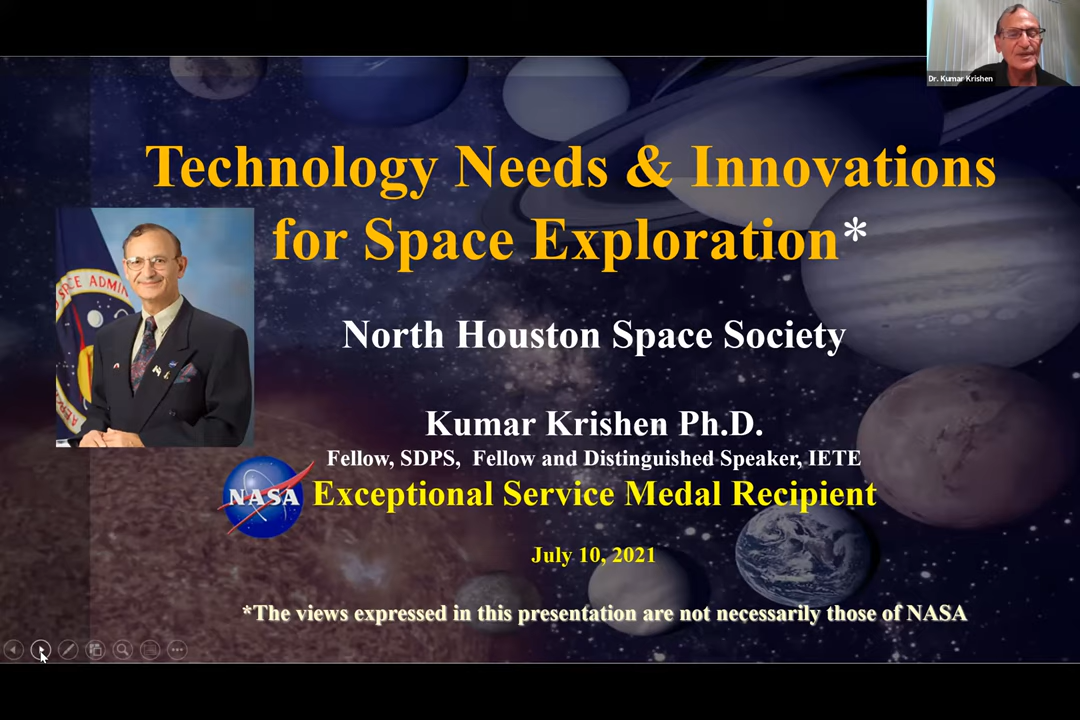 Dr. Kumar Krishen
Technology Needs & Innovations
for Space Exploration*
SPACE ADMIN
North Houston Space Society
Kumar Krishen Ph.D.
Fellow, SDPS, Fellow and Distinguished Speaker, IETE
NASA
Exceptional Service Medal Recipient
July 10, 2021
*The views expressed in this presentation are not necessarily those of NASA